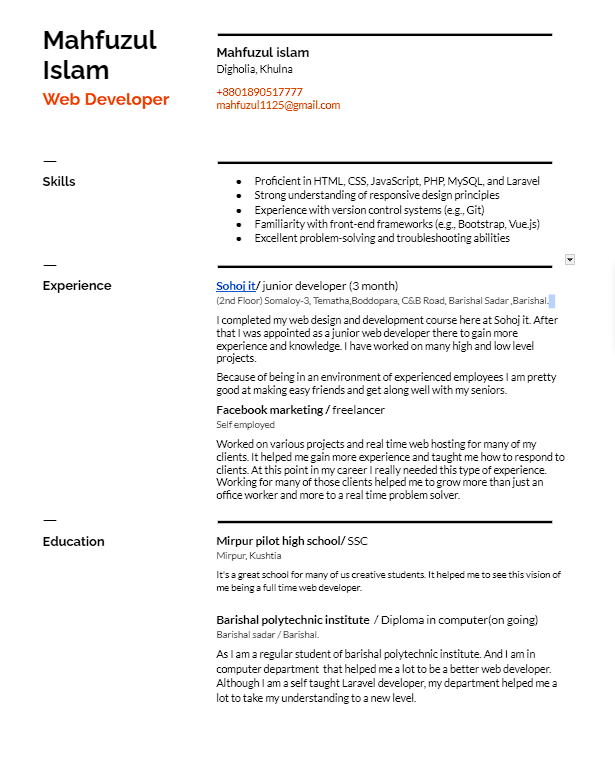 Mahfuzul
Islam
Web Developer
Mahfuzul islam
Digholia, Khulna
+8801890517777
mahfuzul1125@gmail.com
Skills
● Proficient in HTML, CSS, JavaScript, PHP, MySQL, and Laravel
● Strong understanding of responsive design principles
● Experience with version control systems (e.g., Git)
● Familiarity with front-end frameworks (e.g., Bootstrap, Vue.js)
● Excellent problem-solving and troubleshooting abilities
Experience
Sohoj it/ junior developer (3 month)
(2nd Floor) Somaloy-3, Tematha,Boddopara, C&B Road, Barishal Sadar ,Barishal.
I completed my web design and development course here at Sohoj it. After
that I was appointed as a junior web developer there to gain more
experience and knowledge. I have worked on many high and low level
projects.
Because of being in an environment of experienced employees I am pretty
good at making easy friends and get along well with my seniors.
Facebook marketing / freelancer
Self employed
Worked on various projects and real time web hosting for many of my
clients. It helped me gain more experience and taught me how to respond to
clients. At this point in my career I really needed this type of experience.
Working for many of those clients helped me to grow more than just an
office worker and more to a real time problem solver.
Education
Mirpur pilot high school/ SSC
Mirpur, Kushtia
It's a great school for many of us creative students. It helped me to see this vision of
me being a full time web developer.
Barishal polytechnic institute / Diploma in computer(on going)
Barishal sadar / Barishal.
As I am a regular student of barishal polytechnic institute. And I am in
computer department that helped me a lot to be a better web developer.
Although I am a self taught Laravel developer, my department helped me a
lot to take my understanding to a new level.